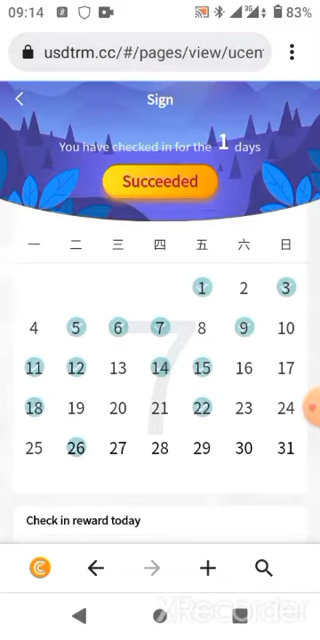 09:14 3G 83%
usdtrm.cc/#/pages/view/ucent
Sign
You have checked in for the 1 days
Succeeded
一 二 三 四 五 六 日
1 2 3
4 5 6 7 8 9 10
11 12 13 14 15 16 17
18 19 20 21 22 23 24
25 26 27 28 29 30 31
7
Check in reward today
XRecorder